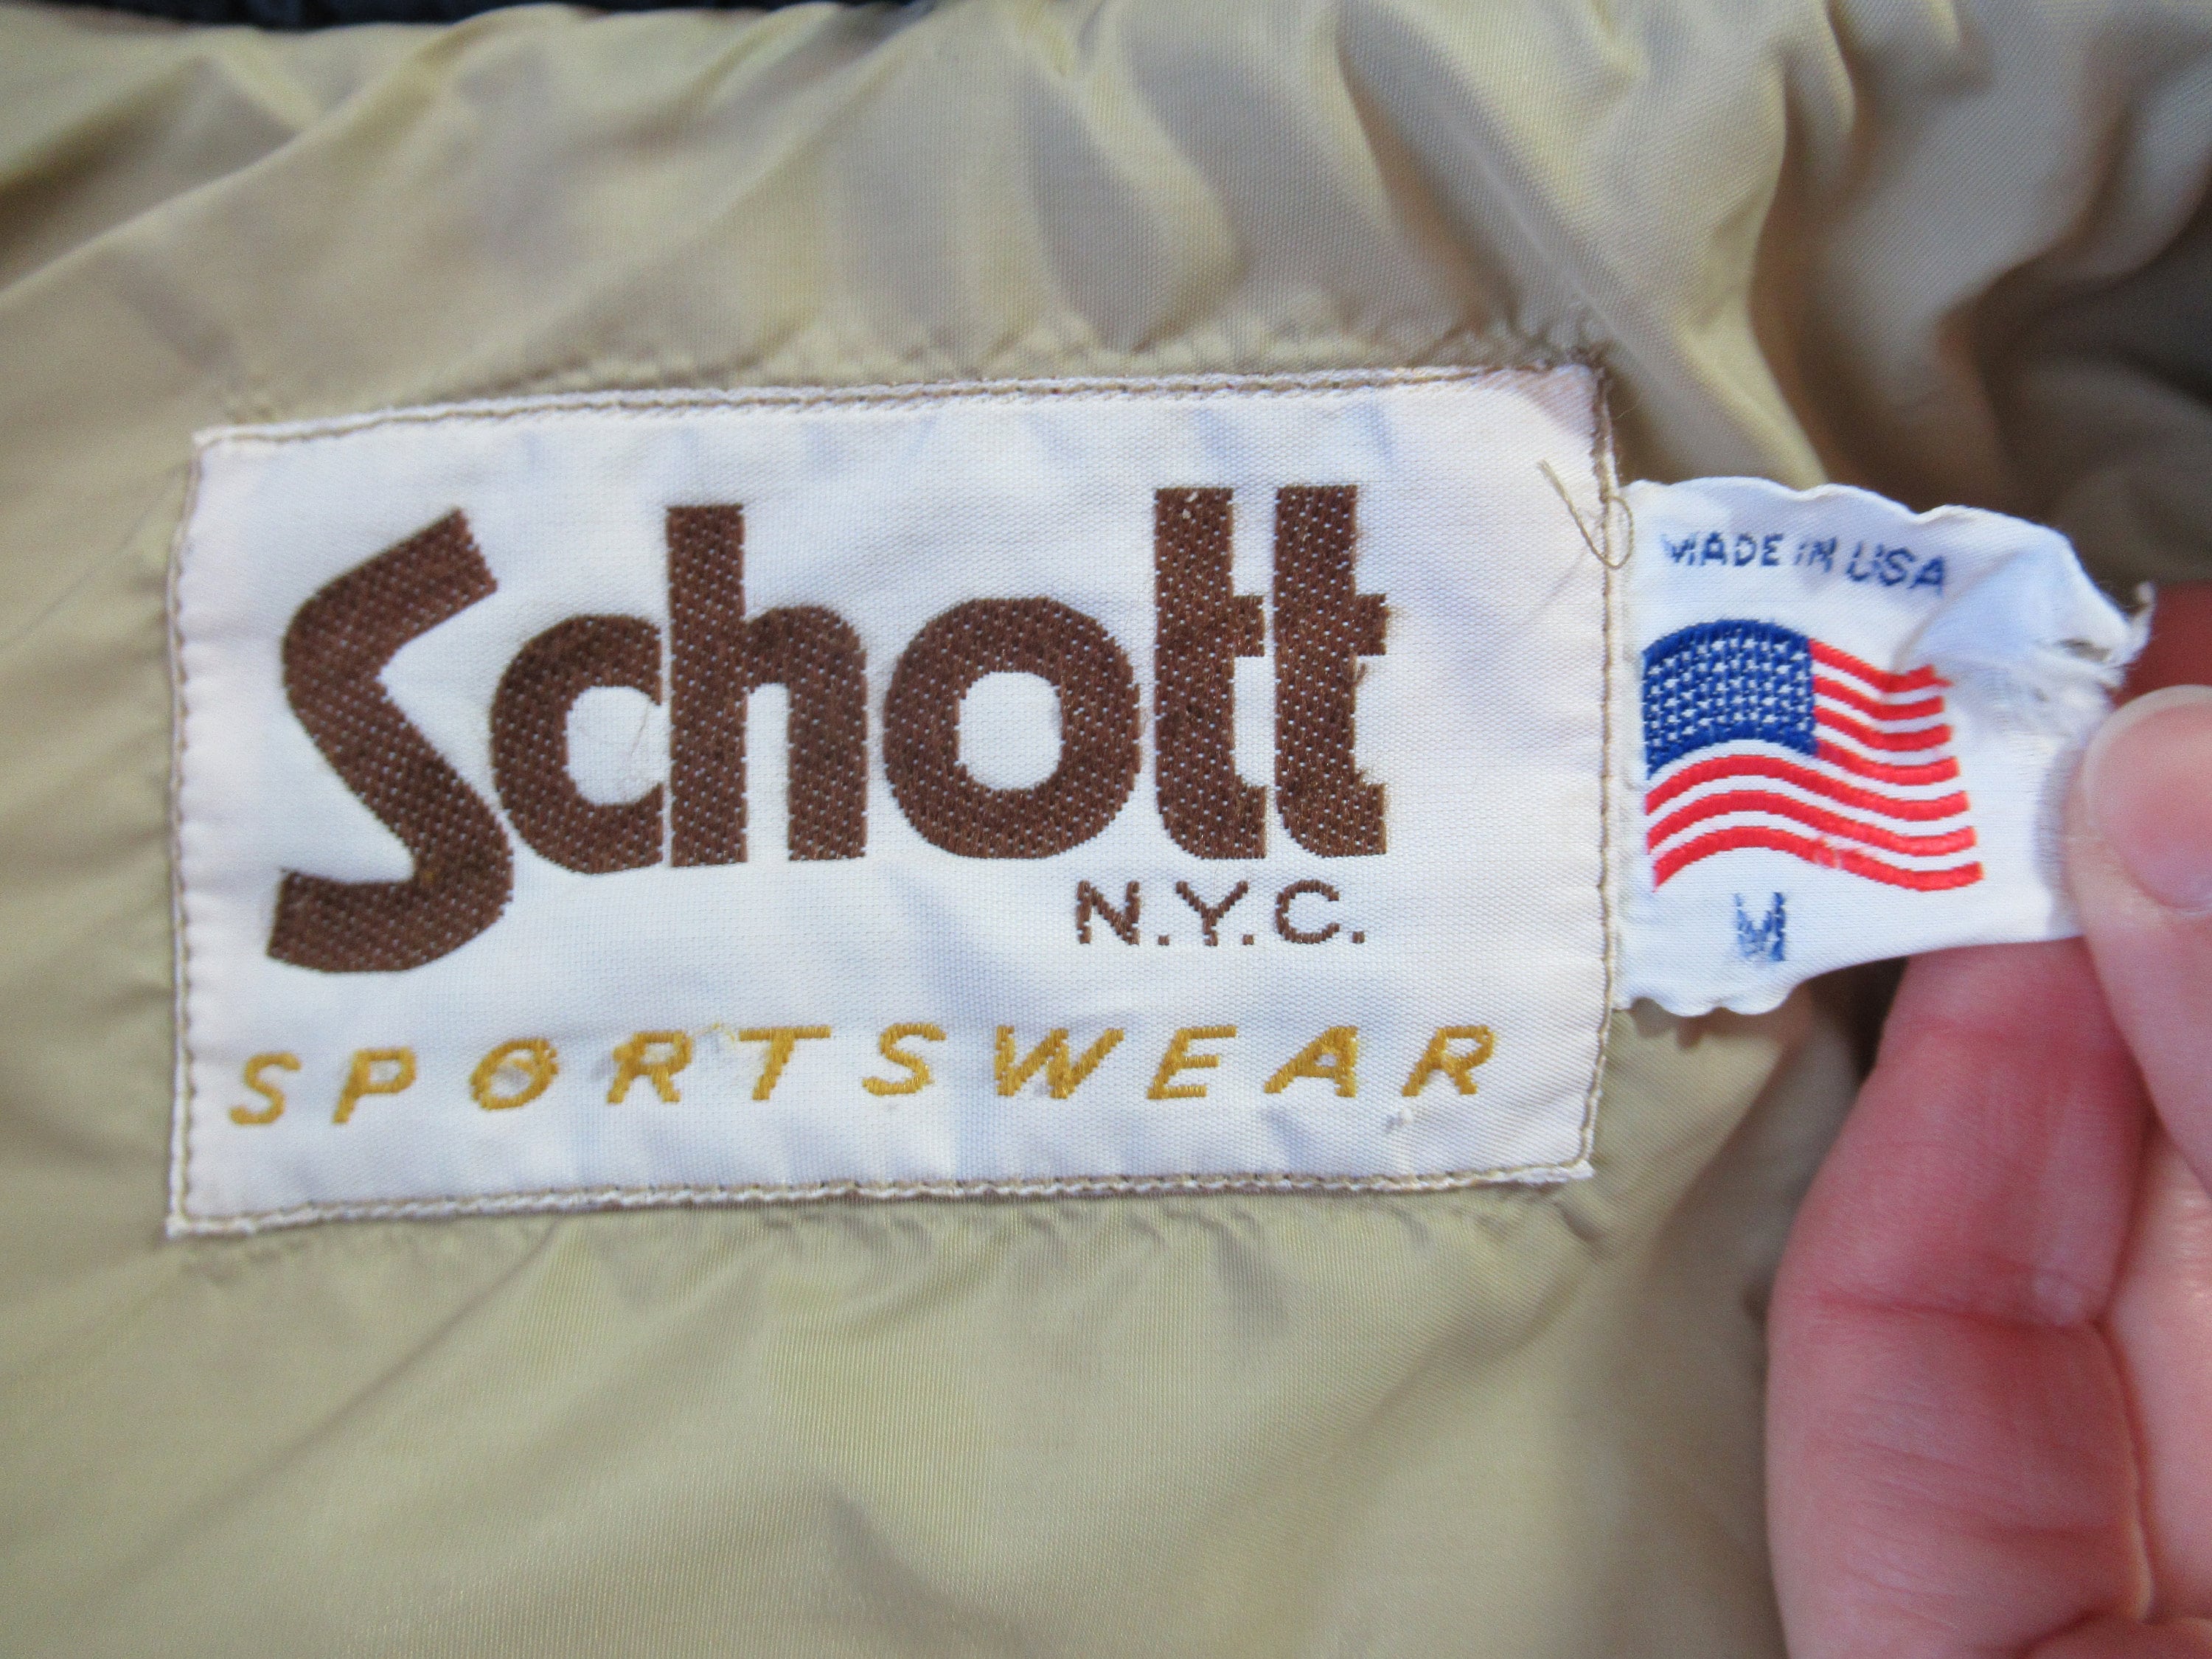 Schott
N.Y.C.
SPORTSWEAR
MADE IN USA
M